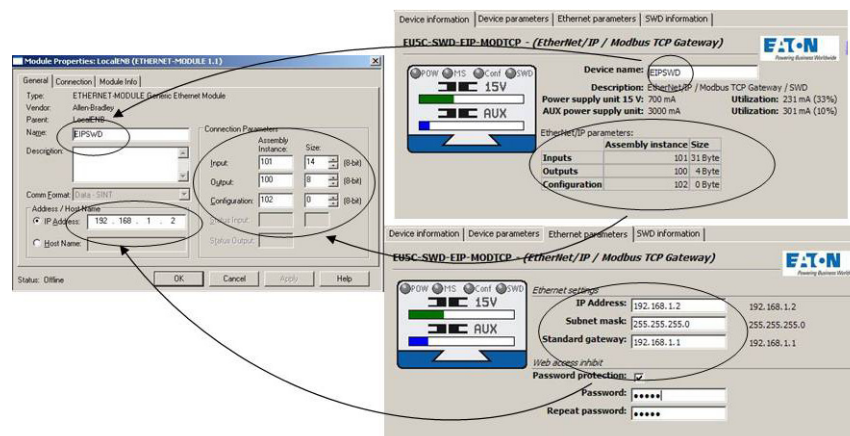 Module Properties: LocalENB (ETHERNET-MODULE 1.1)
General Connection Module Info
Type: ETHERNET-MODULE Generic Ethernet Module
Vendor: Allen-Bradley
Parent: LocalENB
Name: EIPSWD
Connection Parameters
Assembly Instance: Size:
Description:
Input: 101 14 (8-bit)
Output: 100 8 (8-bit)
Configuration: 102 0 (8-bit)
Comm Format: Data - SINT
Status Input:
Status Output:
Address / Host Name
IP Address: 192 . 168 . 1 . 2
Host Name:
Status: Offline
OK Cancel Apply Help
Device information Device parameters Ethernet parameters SWD information
EU5C-SWD-EIP-MODTCP - (EtherNet/IP / Modbus TCP Gateway)
EATON
Powering Business Worldwide
POW MS Conf SWD
15V
AUX
Device name: EIPSWD
Description: EtherNet/IP / Modbus TCP Gateway / SWD
Power supply unit 15 V: 700 mA Utilization: 231 mA (33%)
AUX power supply unit: 3000 mA Utilization: 301 mA (10%)
EtherNet/IP parameters:
Assembly instance Size
Inputs 101 31 Byte
Outputs 100 4 Byte
Configuration 102 0 Byte
Device information Device parameters Ethernet parameters SWD information
EU5C-SWD-EIP-MODTCP - (EtherNet/IP / Modbus TCP Gateway)
EATON
Powering Business World
POW MS Conf SWD
15V
AUX
Ethernet settings
IP Address: 192.168.1.2 192.168.1.2
Subnet mask: 255.255.255.0 255.255.255.0
Standard gateway: 192.168.1.1 192.168.1.1
Web access inhibit
Password protection:
Password: •••••
Repeat password: •••••